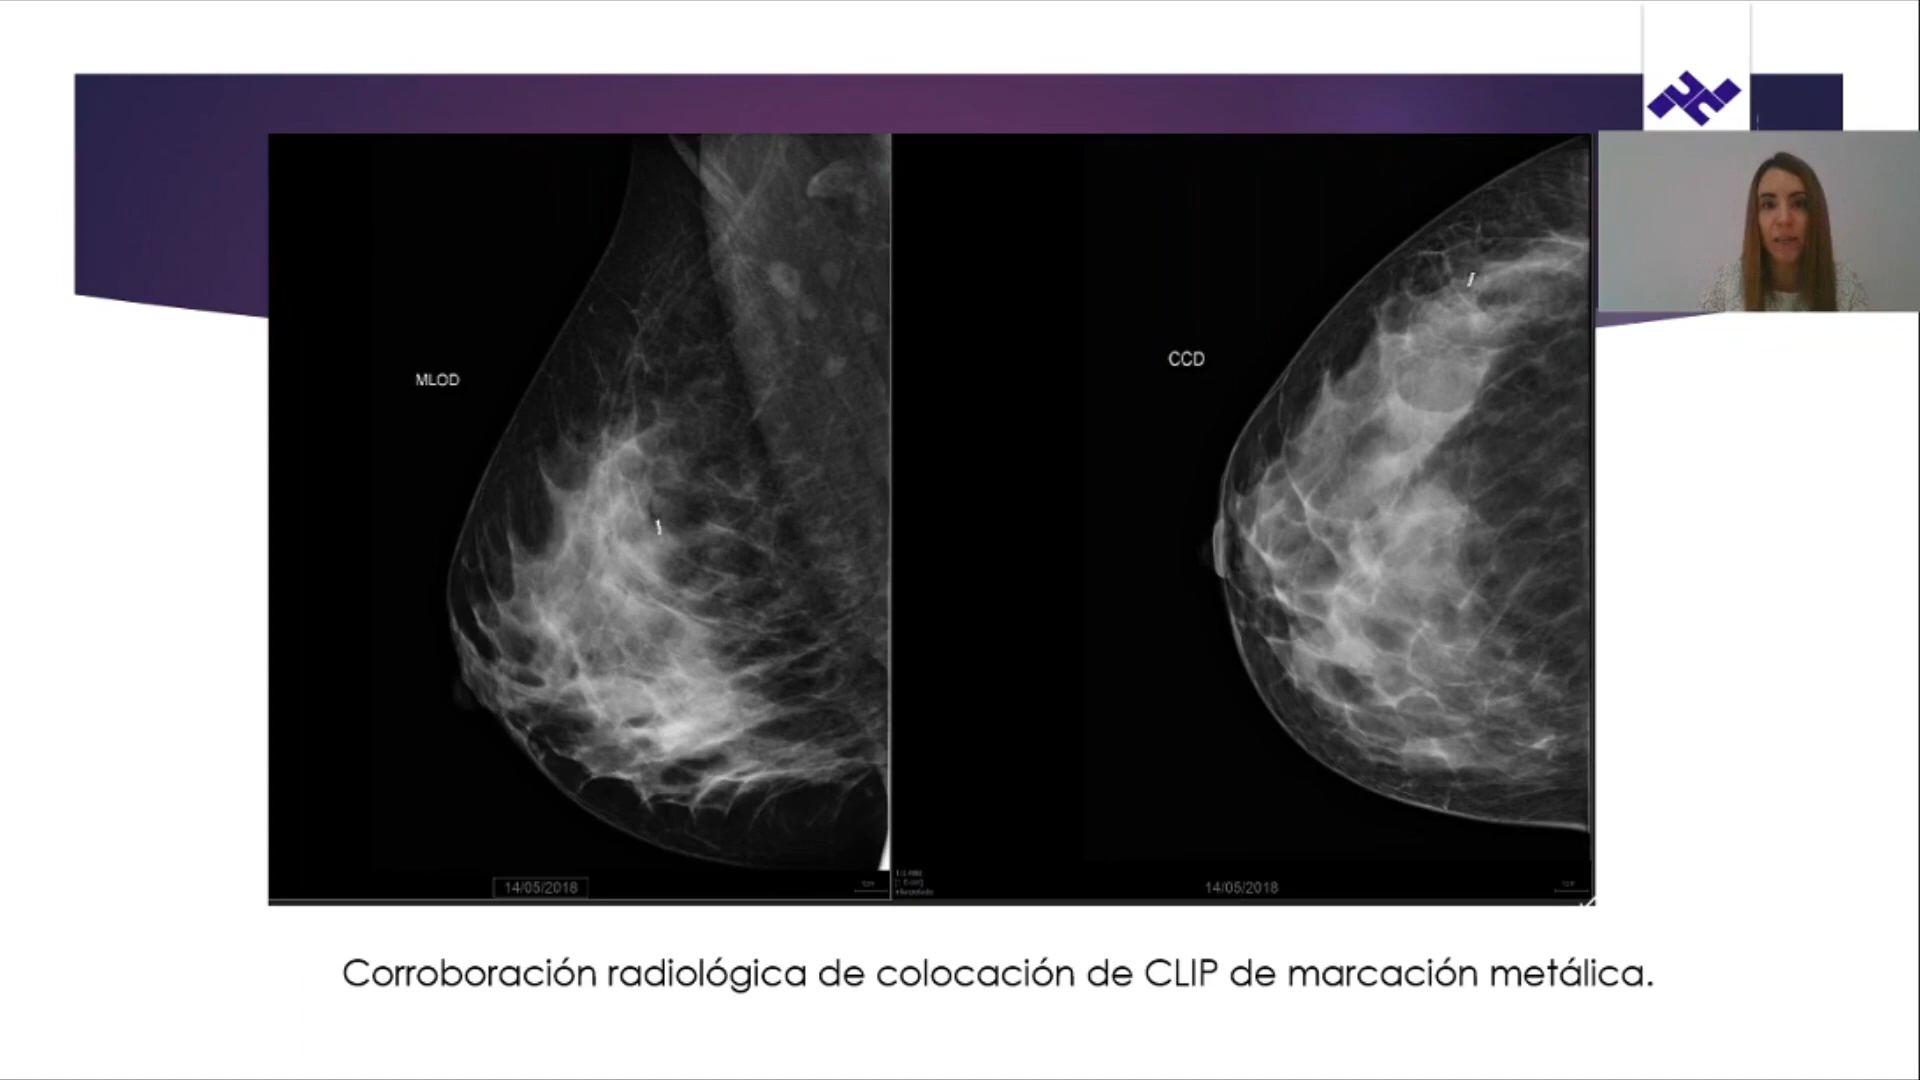 MLOD
CCD
14/05/2018
14/05/2018
Corroboración radiológica de colocación de CLIP de marcación metálica.